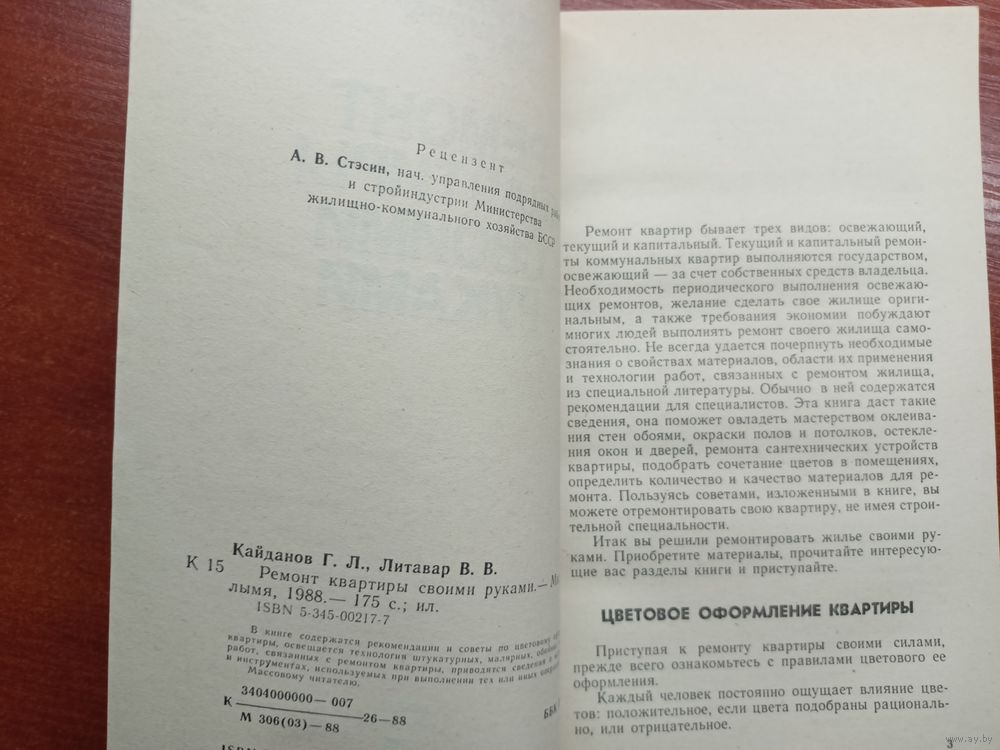 Рецензент
А. В. Стэсин, нач. управления подрядных
и стройиндустрии Министерства
жилищно-коммунального хозяйства БССР
Кайданов Г. Л., Литавар В. В.
К 15 Ремонт квартиры своими руками.—
лымя, 1988.— 175 с.; ил.
ISBN 5-345-00217-7
В книге содержатся рекомендации и советы по цветовому
квартиры, освещается технология штукатурных, малярных,
работ, связанных с ремонтом квартиры, приводятся сведения
и инструментах, используемых при выполнении тех или иных
Массовому читателю.
3404000000—007
К 26—88
М 306(03)—88
ББК
ISBN
Ремонт квартир бывает трех видов: освежающий,
текущий и капитальный. Текущий и капитальный ремон-
ты коммунальных квартир выполняются государством,
освежающий — за счет собственных средств владельца.
Необходимость периодического выполнения освежаю-
щих ремонтов, желание сделать свое жилище ориги-
нальным, а также требования экономии побуждают
многих людей выполнять ремонт своего жилища само-
стоятельно. Не всегда удается почерпнуть необходимые
знания о свойствах материалов, области их применения
и технологии работ, связанных с ремонтом жилища,
из специальной литературы. Обычно в ней содержатся
рекомендации для специалистов. Эта книга даст такие
сведения, она поможет овладеть мастерством оклеива-
ния стен обоями, окраски полов и потолков, остекле-
ния окон и дверей, ремонта сантехнических устройств
квартиры, подобрать сочетание цветов в помещениях,
определить количество и качество материалов для ре-
монта. Пользуясь советами, изложенными в книге, вы
можете отремонтировать свою квартиру, не имея строи-
тельной специальности.
Итак вы решили ремонтировать жилье своими ру-
ками. Приобретите материалы, прочитайте интересую-
щие вас разделы книги и приступайте.
ЦВЕТОВОЕ ОФОРМЛЕНИЕ КВАРТИРЫ
Приступая к ремонту квартиры своими силами,
прежде всего ознакомьтесь с правилами цветового ее
оформления.
Каждый человек постоянно ощущает влияние цве-
тов: положительное, если цвета подобраны рациональ-
но, или отрицательное.
3
www.ay.by